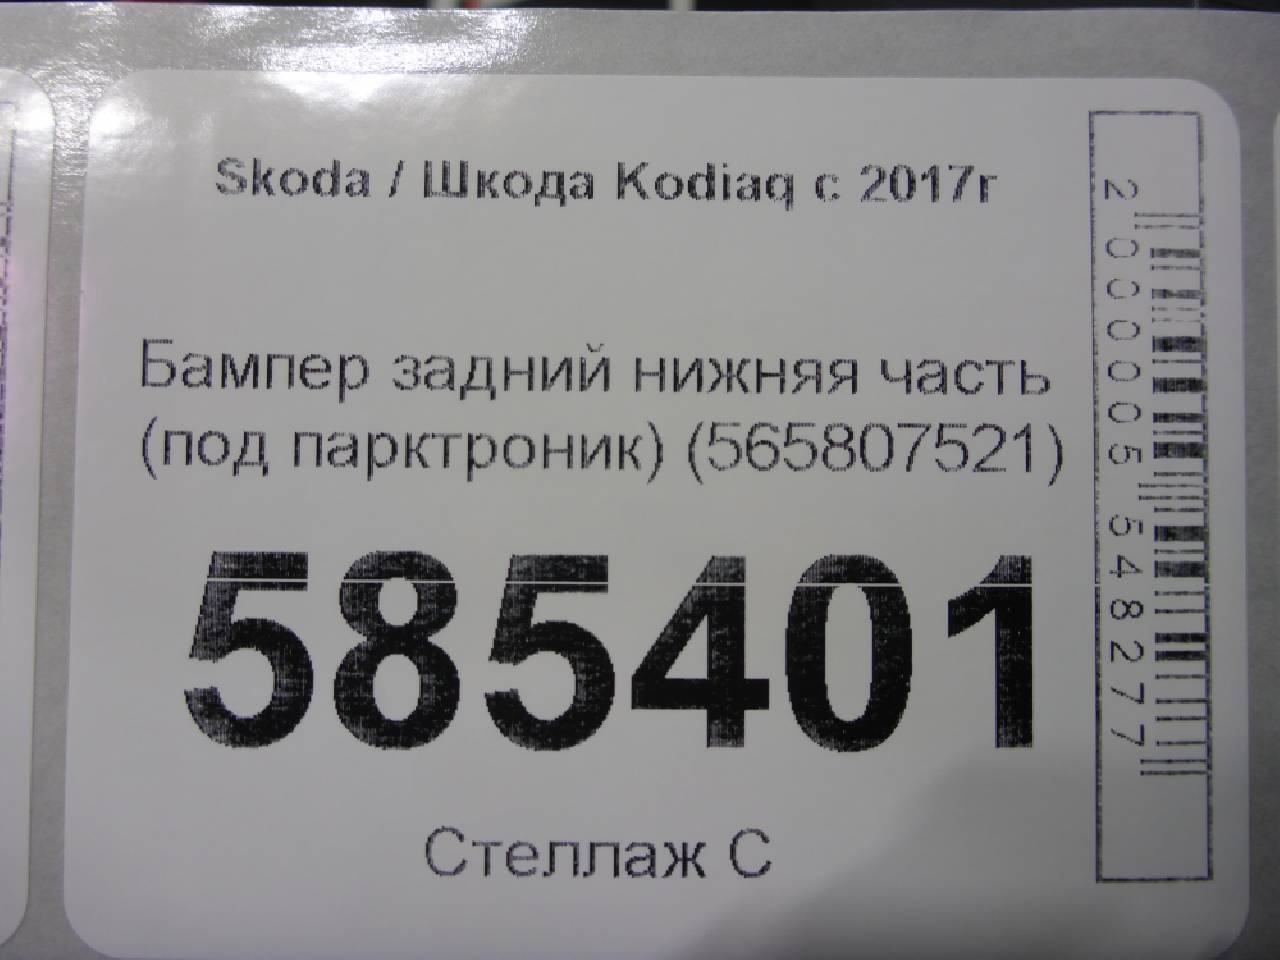 Skoda / Шкода Kodiaq с 2017г
Бампер задний нижняя часть
(под парктроник) (565807521)
585401
Стеллаж С
2000005548277